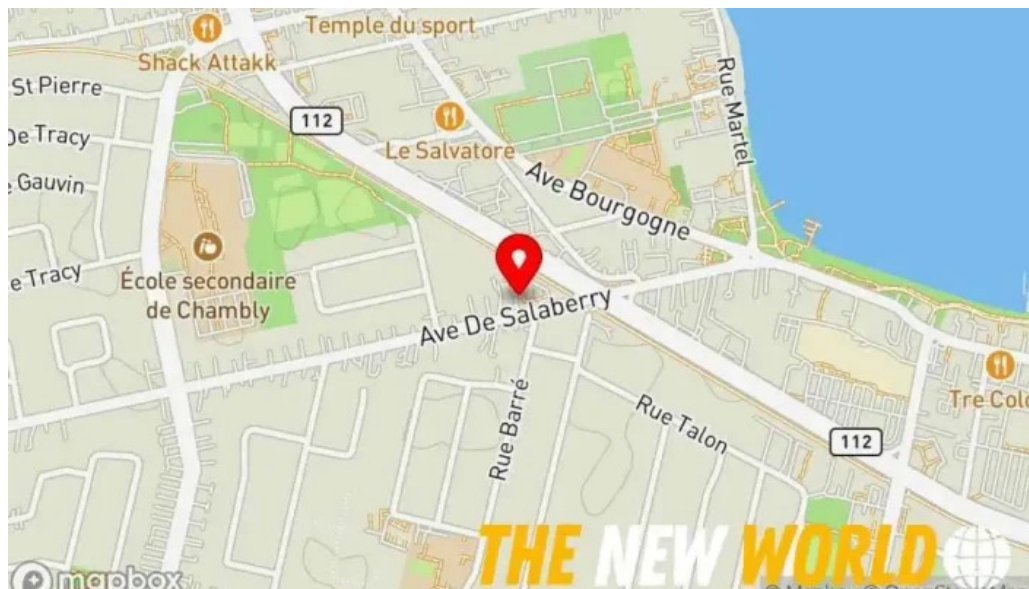 Temple du sport
Shack Attakk
St Pierre
112
De Tracy
Le Salvatore
Rue Martel
Gauvin
Ave Bourgogne
e Tracy
École secondaire
de Chambly
Ave De Salaberry
Tre Colo
Rue Barré
Rue Talon
112
THE NEW WORLD
mapbox